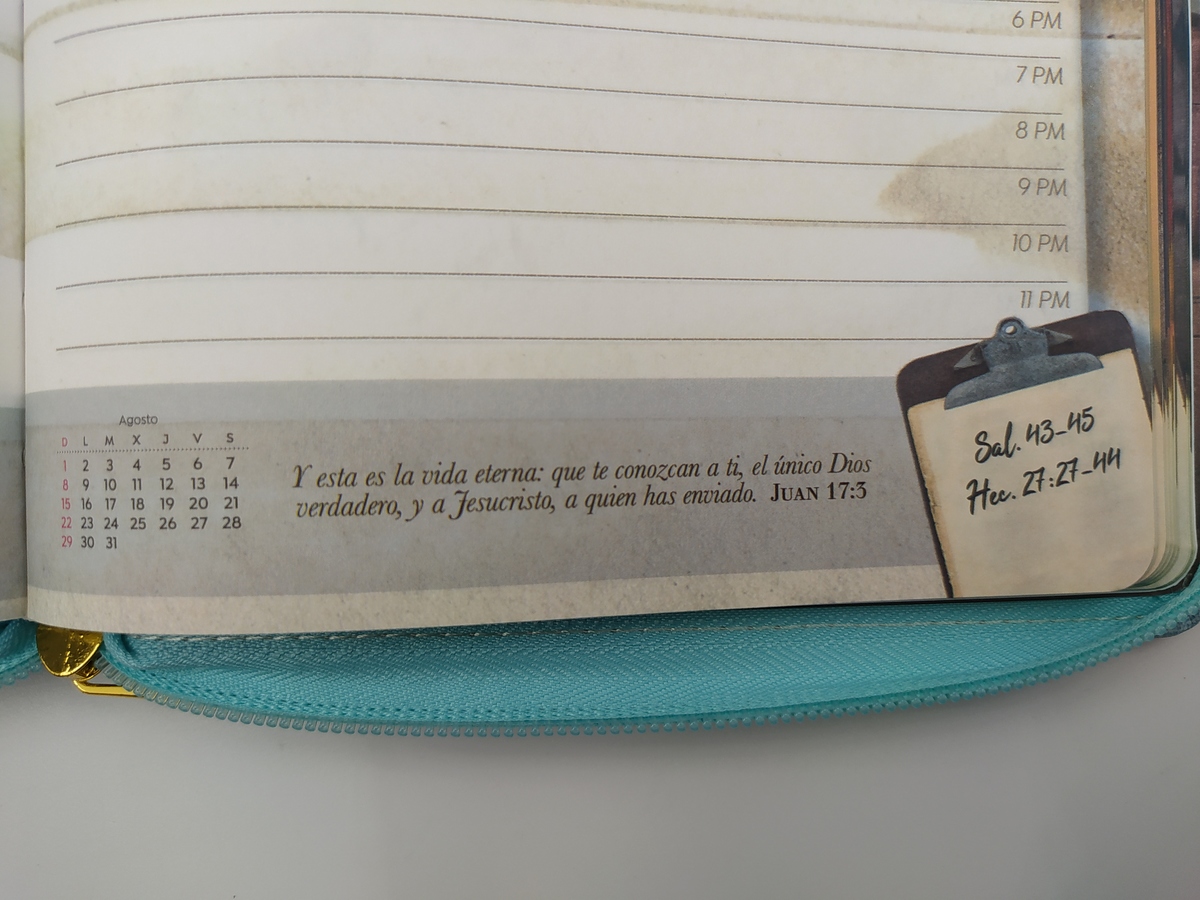 6 PM
7 PM
8 PM
9 PM
10 PM
11 PM
Agosto
D L M X J V S
1 2 3 4 5 6 7
8 9 10 11 12 13 14
15 16 17 18 19 20 21
22 23 24 25 26 27 28
29 30 31
Y esta es la vida eterna: que te conozcan a ti, el único Dios
verdadero, y a Jesucristo, a quien has enviado. JUAN 17:3
Sal. 43-45
Hec. 27:27-44